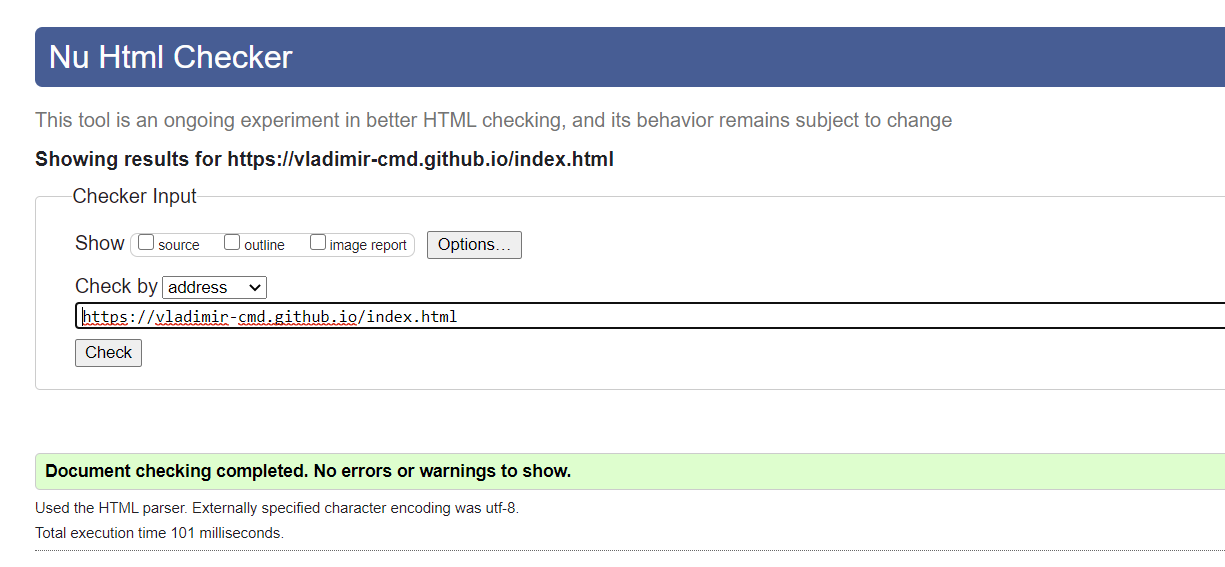 Nu Html Checker
This tool is an ongoing experiment in better HTML checking, and its behavior remains subject to change
Showing results for https://vladimir-cmd.github.io/index.html
Checker Input
Show source outline image report Options…
Check by address
https://vladimir-cmd.github.io/index.html
Check
Document checking completed. No errors or warnings to show.
Used the HTML parser. Externally specified character encoding was utf-8.
Total execution time 101 milliseconds.